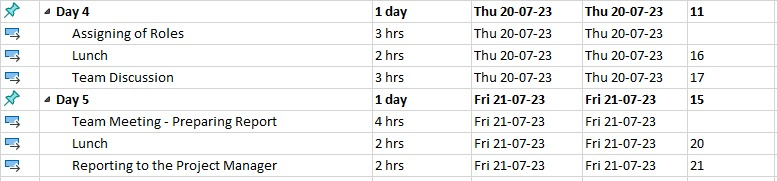 Day 4 1 day Thu 20-07-23 Thu 20-07-23 11
Assigning of Roles 3 hrs Thu 20-07-23 Thu 20-07-23
Lunch 2 hrs Thu 20-07-23 Thu 20-07-23 16
Team Discussion 3 hrs Thu 20-07-23 Thu 20-07-23 17
Day 5 1 day Fri 21-07-23 Fri 21-07-23 15
Team Meeting - Preparing Report 4 hrs Fri 21-07-23 Fri 21-07-23
Lunch 2 hrs Fri 21-07-23 Fri 21-07-23 20
Reporting to the Project Manager 2 hrs Fri 21-07-23 Fri 21-07-23 21